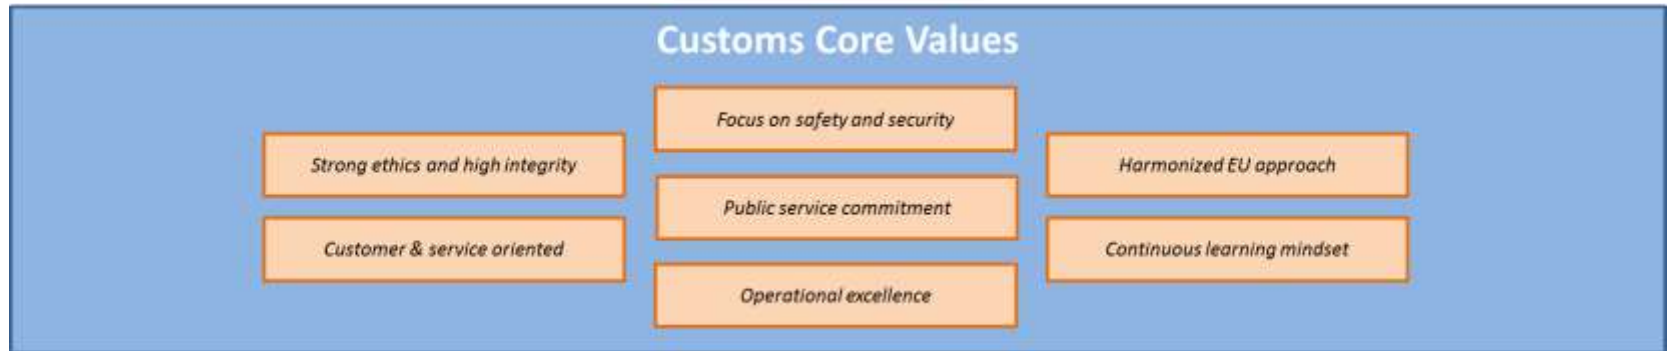 Customs Core Values
Focus on safety and security
Strong ethics and high integrity
Harmonized EU approach
Public service commitment
Customer & service oriented
Continuous learning mindset
Operational excellence